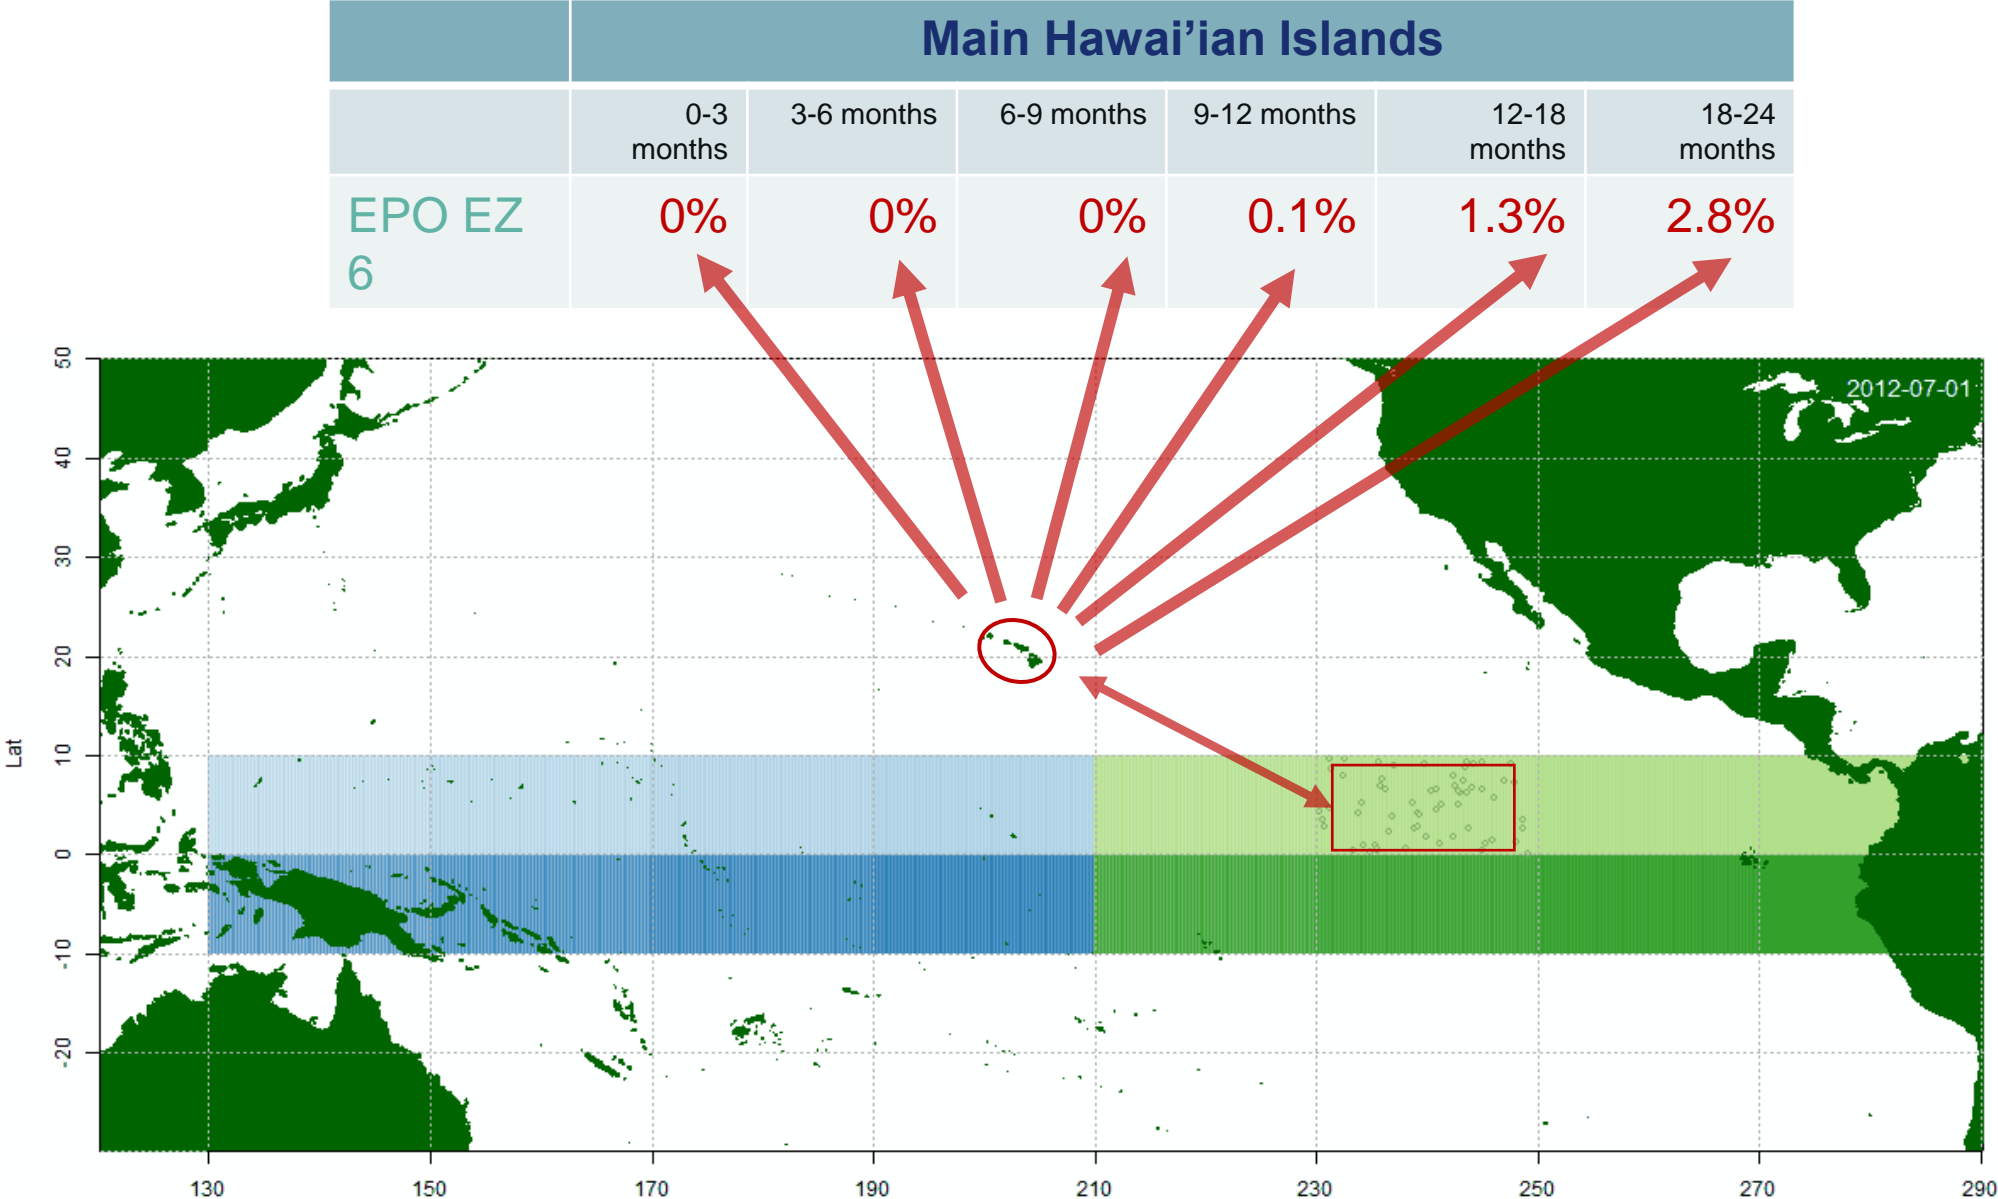 Main Hawai’ian Islands
0-3 months 3-6 months 6-9 months 9-12 months 12-18 months 18-24 months
EPO EZ 6 0% 0% 0% 0.1% 1.3% 2.8%
2012-07-01
50
40
30
20
10
0
-10
-20
Lat
130 150 170 190 210 230 250 270 290